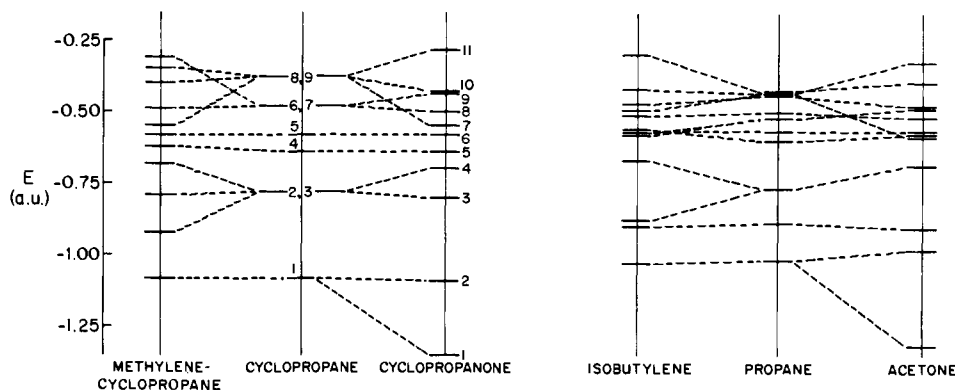 -0.25
-0.50
-0.75
-1.00
-1.25
E
(a.u.)
8,9
6,7
5
4
2,3
1
11
10
9
8
7
6
5
4
3
2
1
METHYLENE-
CYCLOPROPANE
CYCLOPROPANE
CYCLOPROPANONE
ISOBUTYLENE
PROPANE
ACETONE